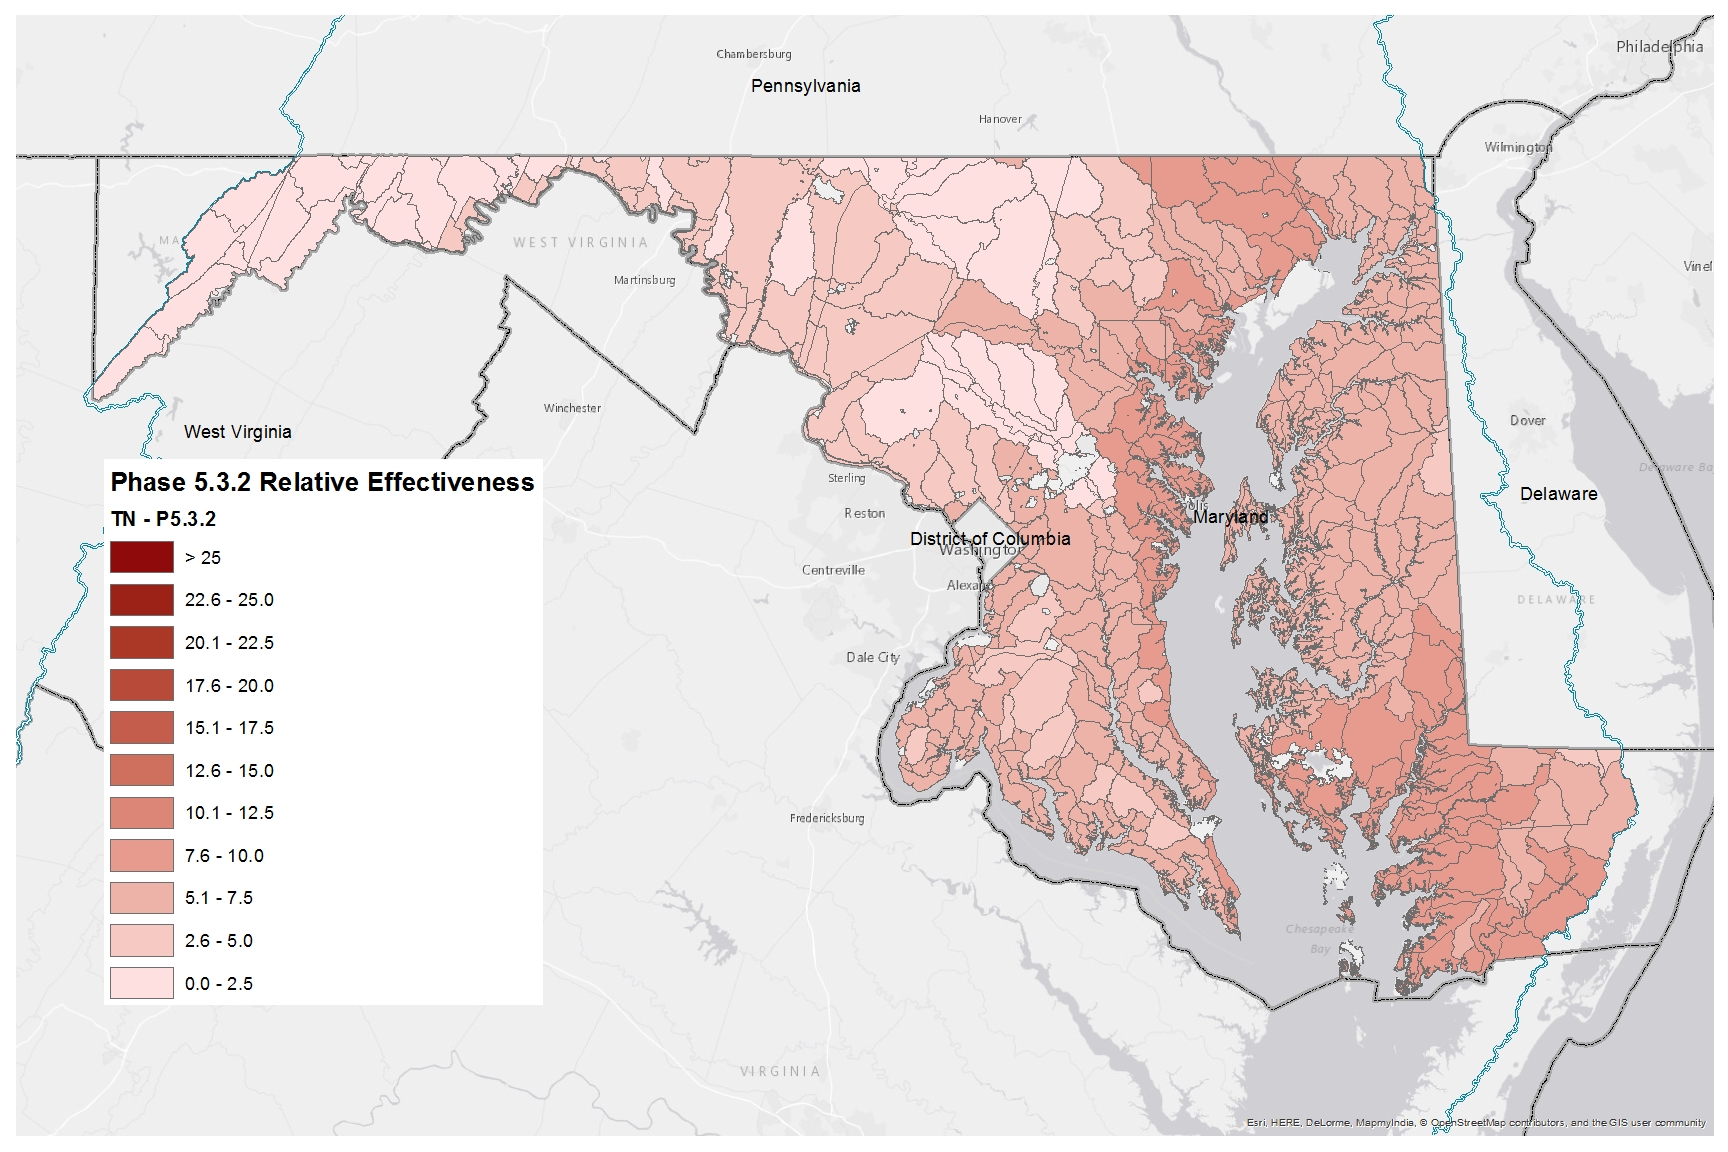 Philadelphia
Chambersburg
Pennsylvania
Hanover
Wilmington
MA
WEST VIRGINIA
Martinsburg
Winchester
West Virginia
Dover
Delaware Ba
Delaware
Phase 5.3.2 Relative Effectiveness
TN - P5.3.2
> 25
22.6 - 25.0
20.1 - 22.5
17.6 - 20.0
15.1 - 17.5
12.6 - 15.0
10.1 - 12.5
7.6 - 10.0
5.1 - 7.5
2.6 - 5.0
0.0 - 2.5
Sterling
Reston
District of Columbia
Washington
Centreville
Alexan
Maryland
DELAWARE
Dale City
Fredericksburg
Chesapeake
Bay
VIRGINIA
Esri, HERE, DeLorme, MapmyIndia, © OpenStreetMap contributors, and the GIS user community